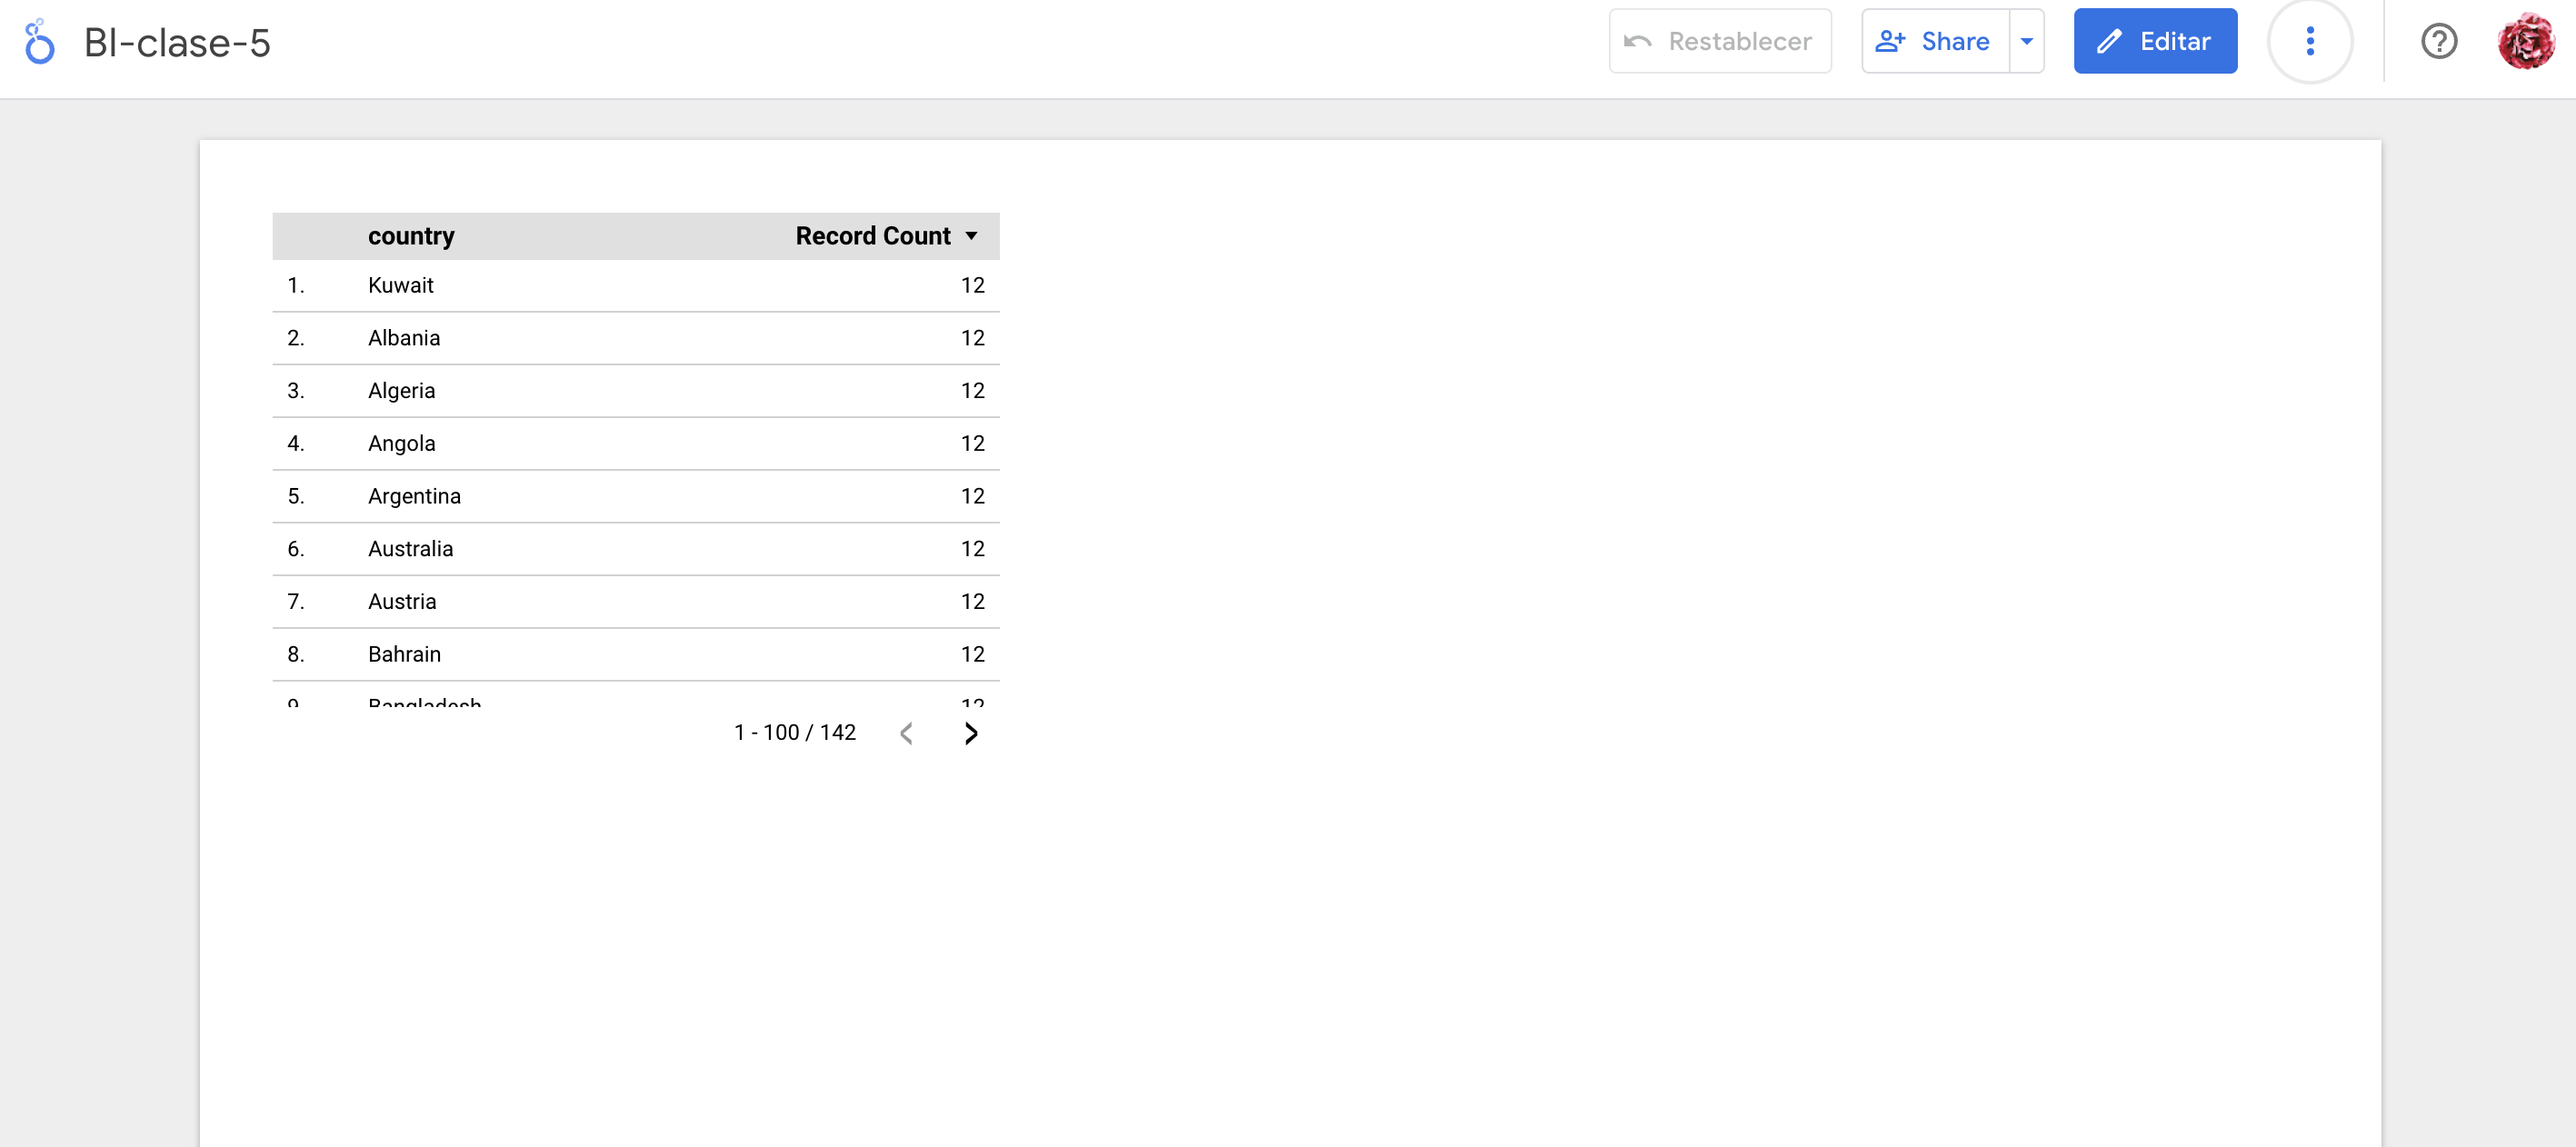 BI-clase-5
Restablecer
Share
Editar
country Record Count
1. Kuwait 12
2. Albania 12
3. Algeria 12
4. Angola 12
5. Argentina 12
6. Australia 12
7. Austria 12
8. Bahrain 12
9. Bangladesh 12
1 - 100 / 142